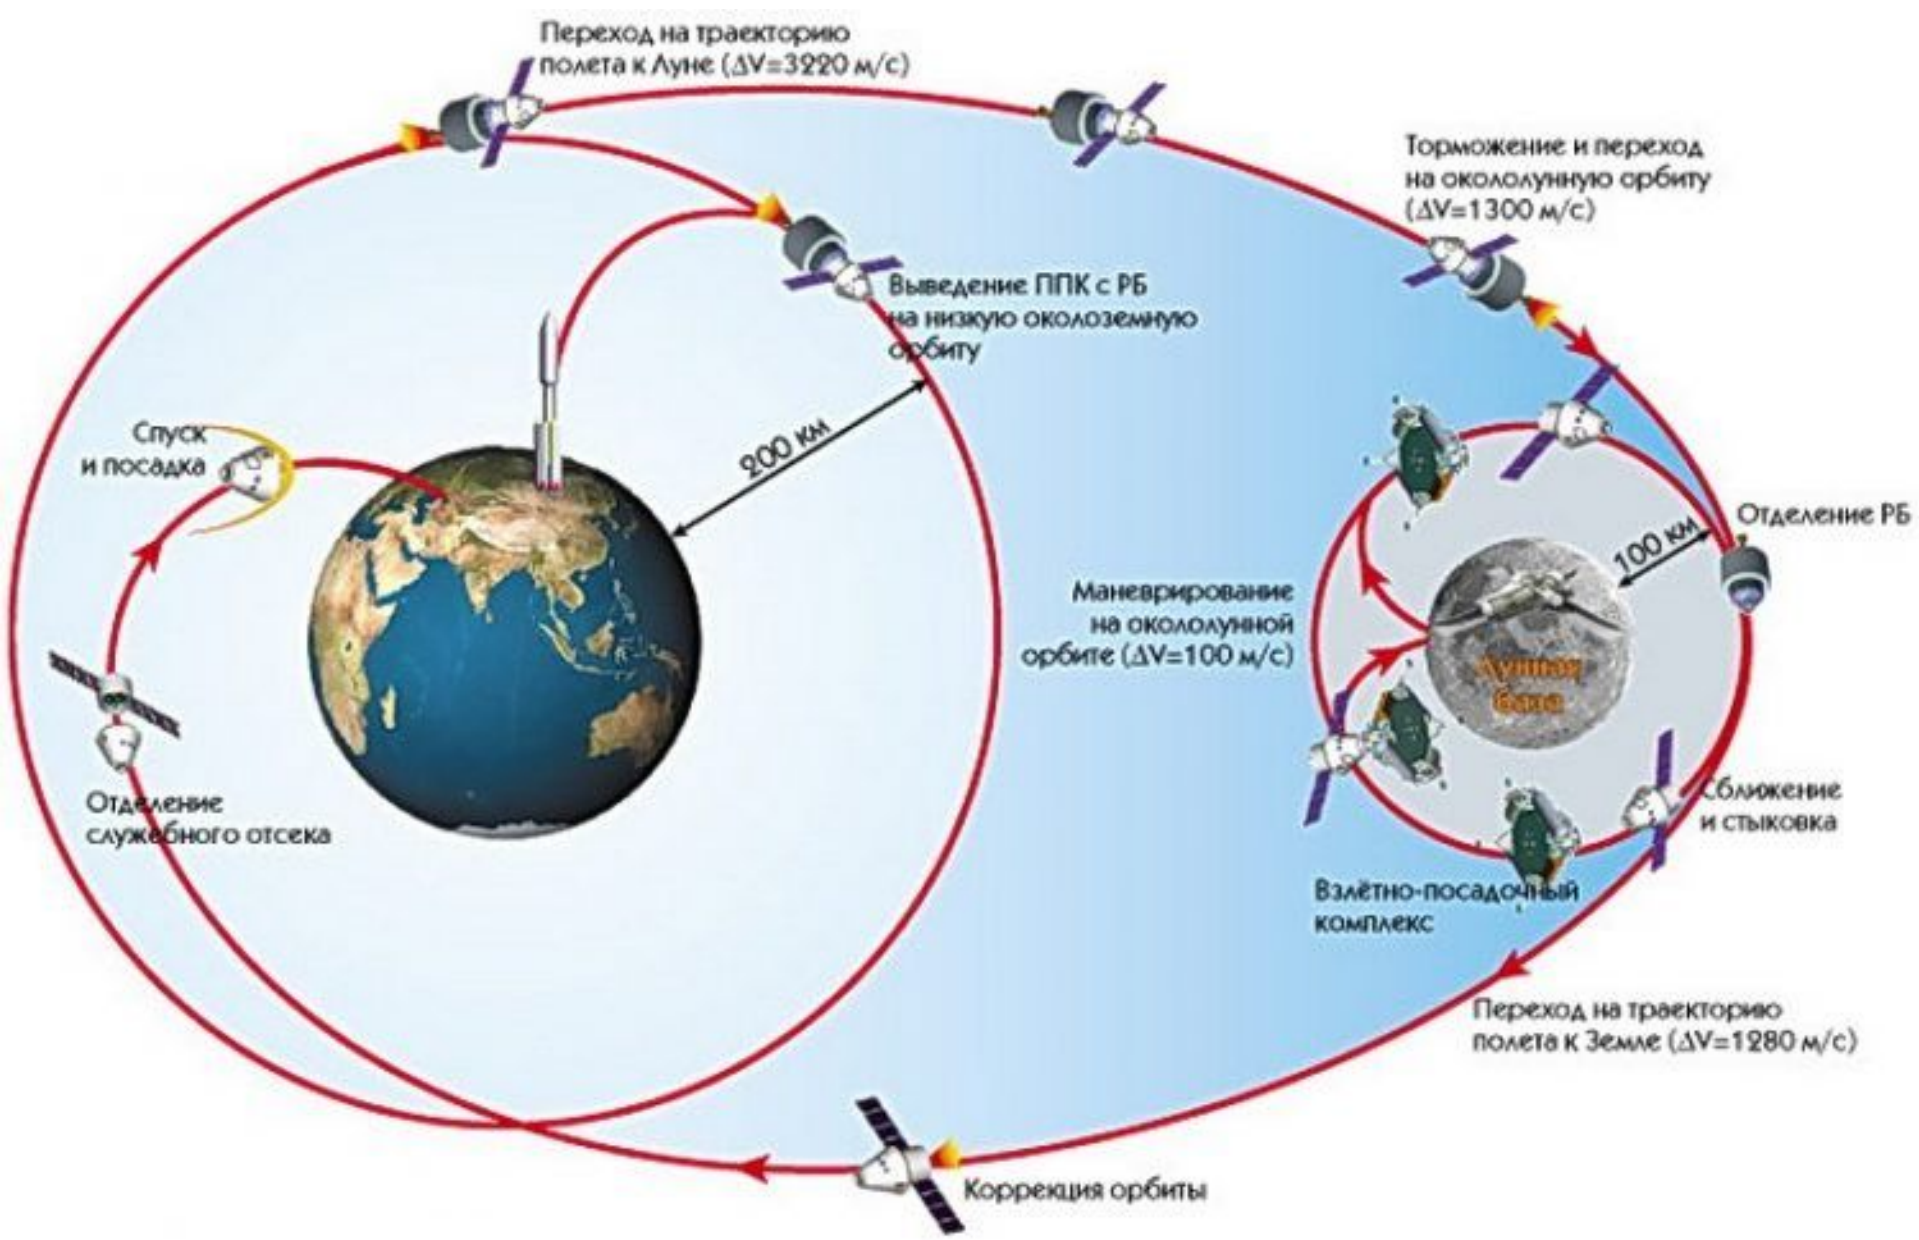 Переход на траекторию
полета к Луне (ΔV=3220 м/с)
Торможение и переход
на окололунную орбиту
(ΔV=1300 м/с)
Выведение ППК с РБ
на низкую околоземную
орбиту
Спуск
и посадка
200 км
Отделение РБ
100 км
Маневрирование
на окололунной
орбите (ΔV=100 м/с)
Лунная
база
Отделение
служебного отсека
Сближение
и стыковка
Взлётно-посадочный
комплекс
Переход на траекторию
полета к Земле (ΔV=1280 м/с)
Коррекция орбиты